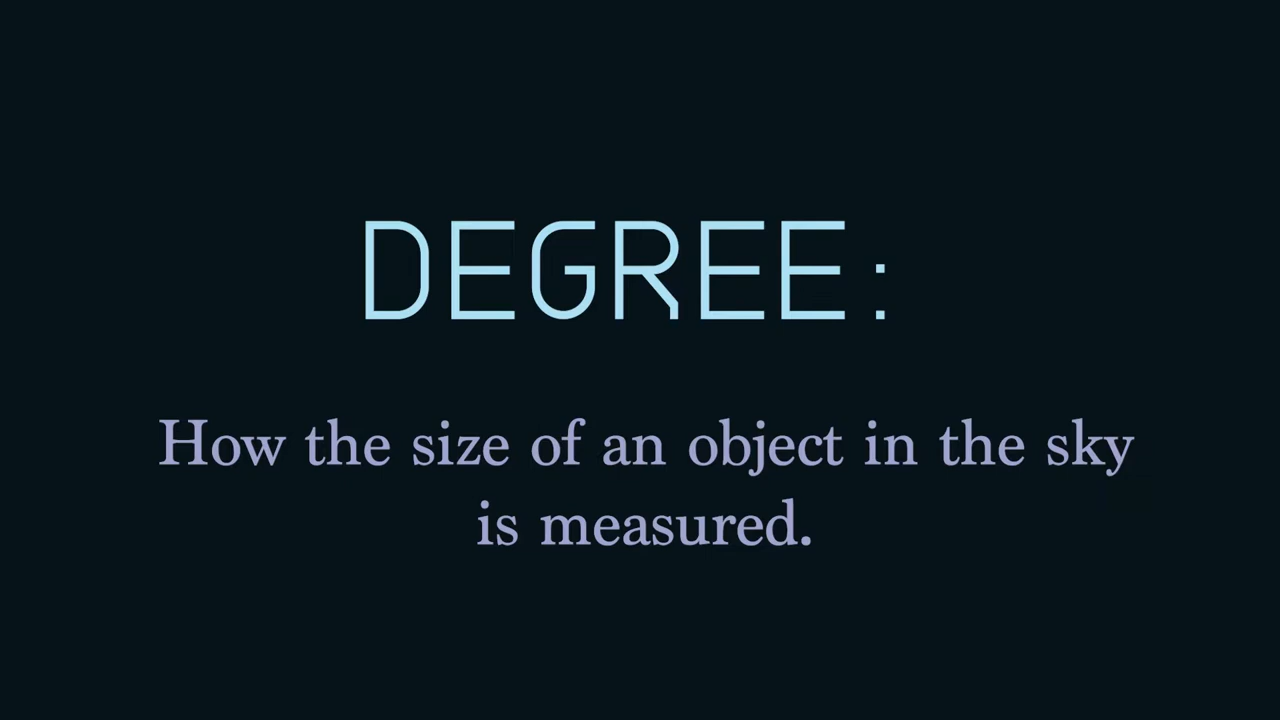 DEGREE:
How the size of an object in the sky
is measured.